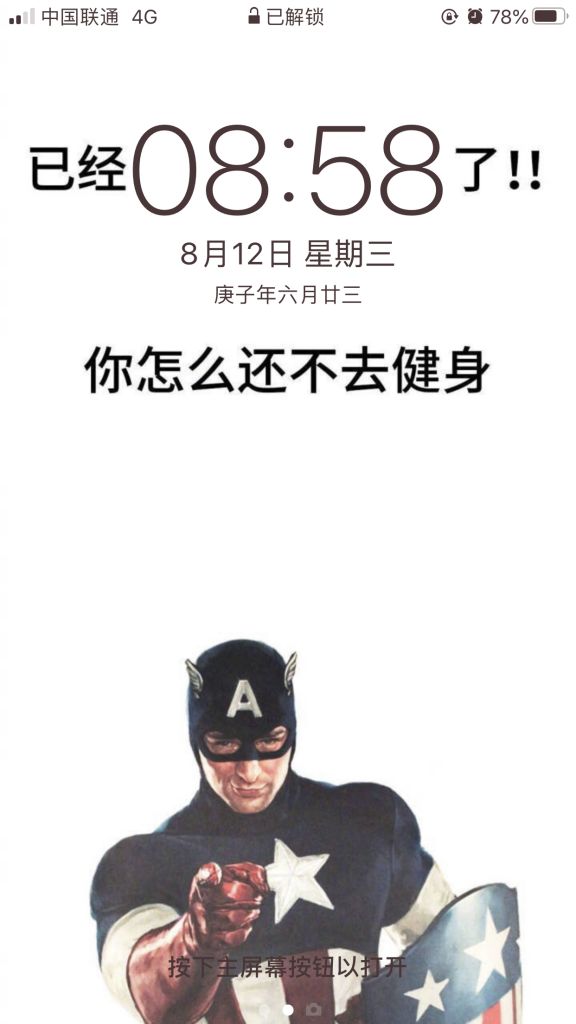 中国联通 4G 已解锁 78%
已经08:58了!!
8月12日 星期三
庚子年六月廿三
你怎么还不去健身
A
按下主屏幕按钮以打开